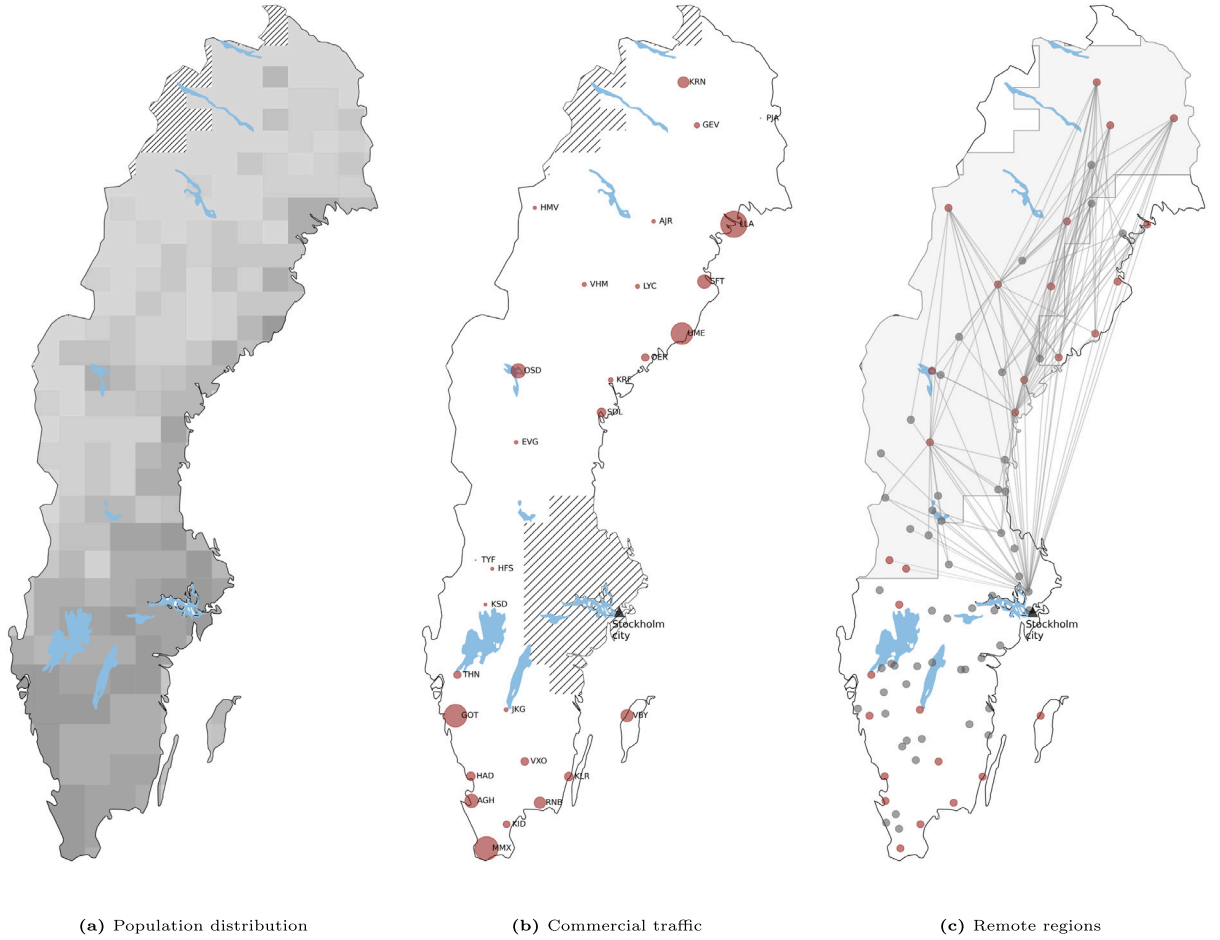 KRN
PJA
GEV
HMV
AJR
LLA
VHM
LYC
SFT
UME
OER
OSD
KRF
SDL
EVG
TYF
HFS
KSD
Stockholm
city
Stockholm
city
THN
JKG
GOT
VBY
VXO
HAD
KLR
AGH
RNB
KID
MMX
(a) Population distribution
(b) Commercial traffic
(c) Remote regions